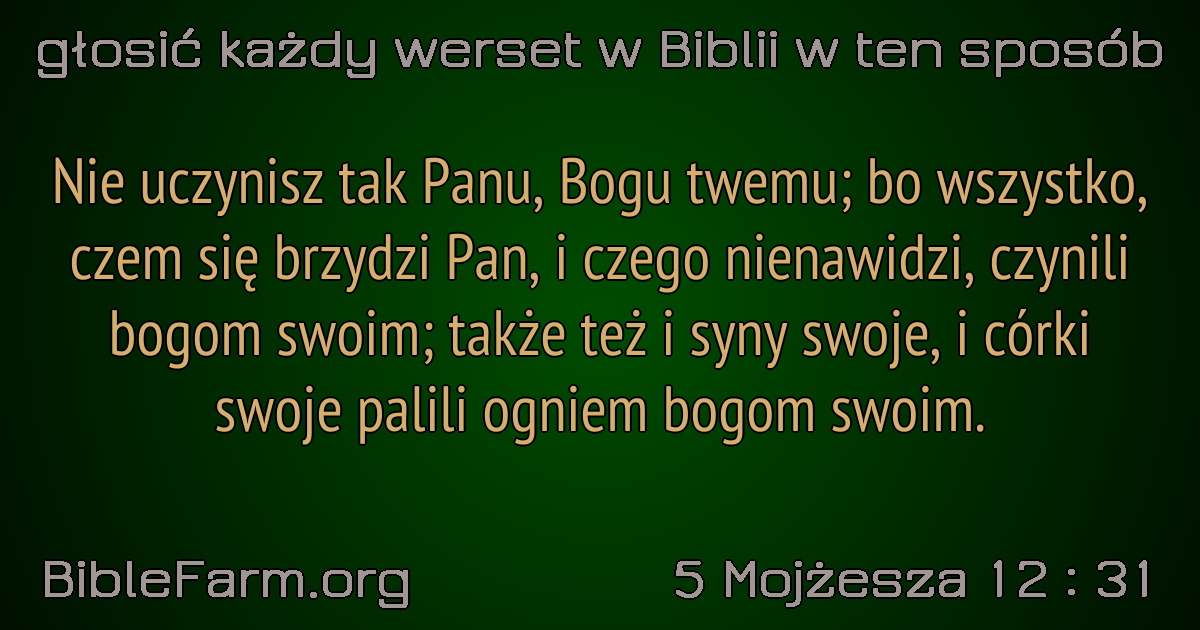 głosić każdy werset w Biblii w ten sposób
Nie uczynisz tak Panu, Bogu twemu; bo wszystko,
czem się brzydzi Pan, i czego nienawidzi, czynili
bogom swoim; także też i syny swoje, i córki
swoje palili ogniem bogom swoim.
BibleFarm.org
5 Mojżesza 12 : 31